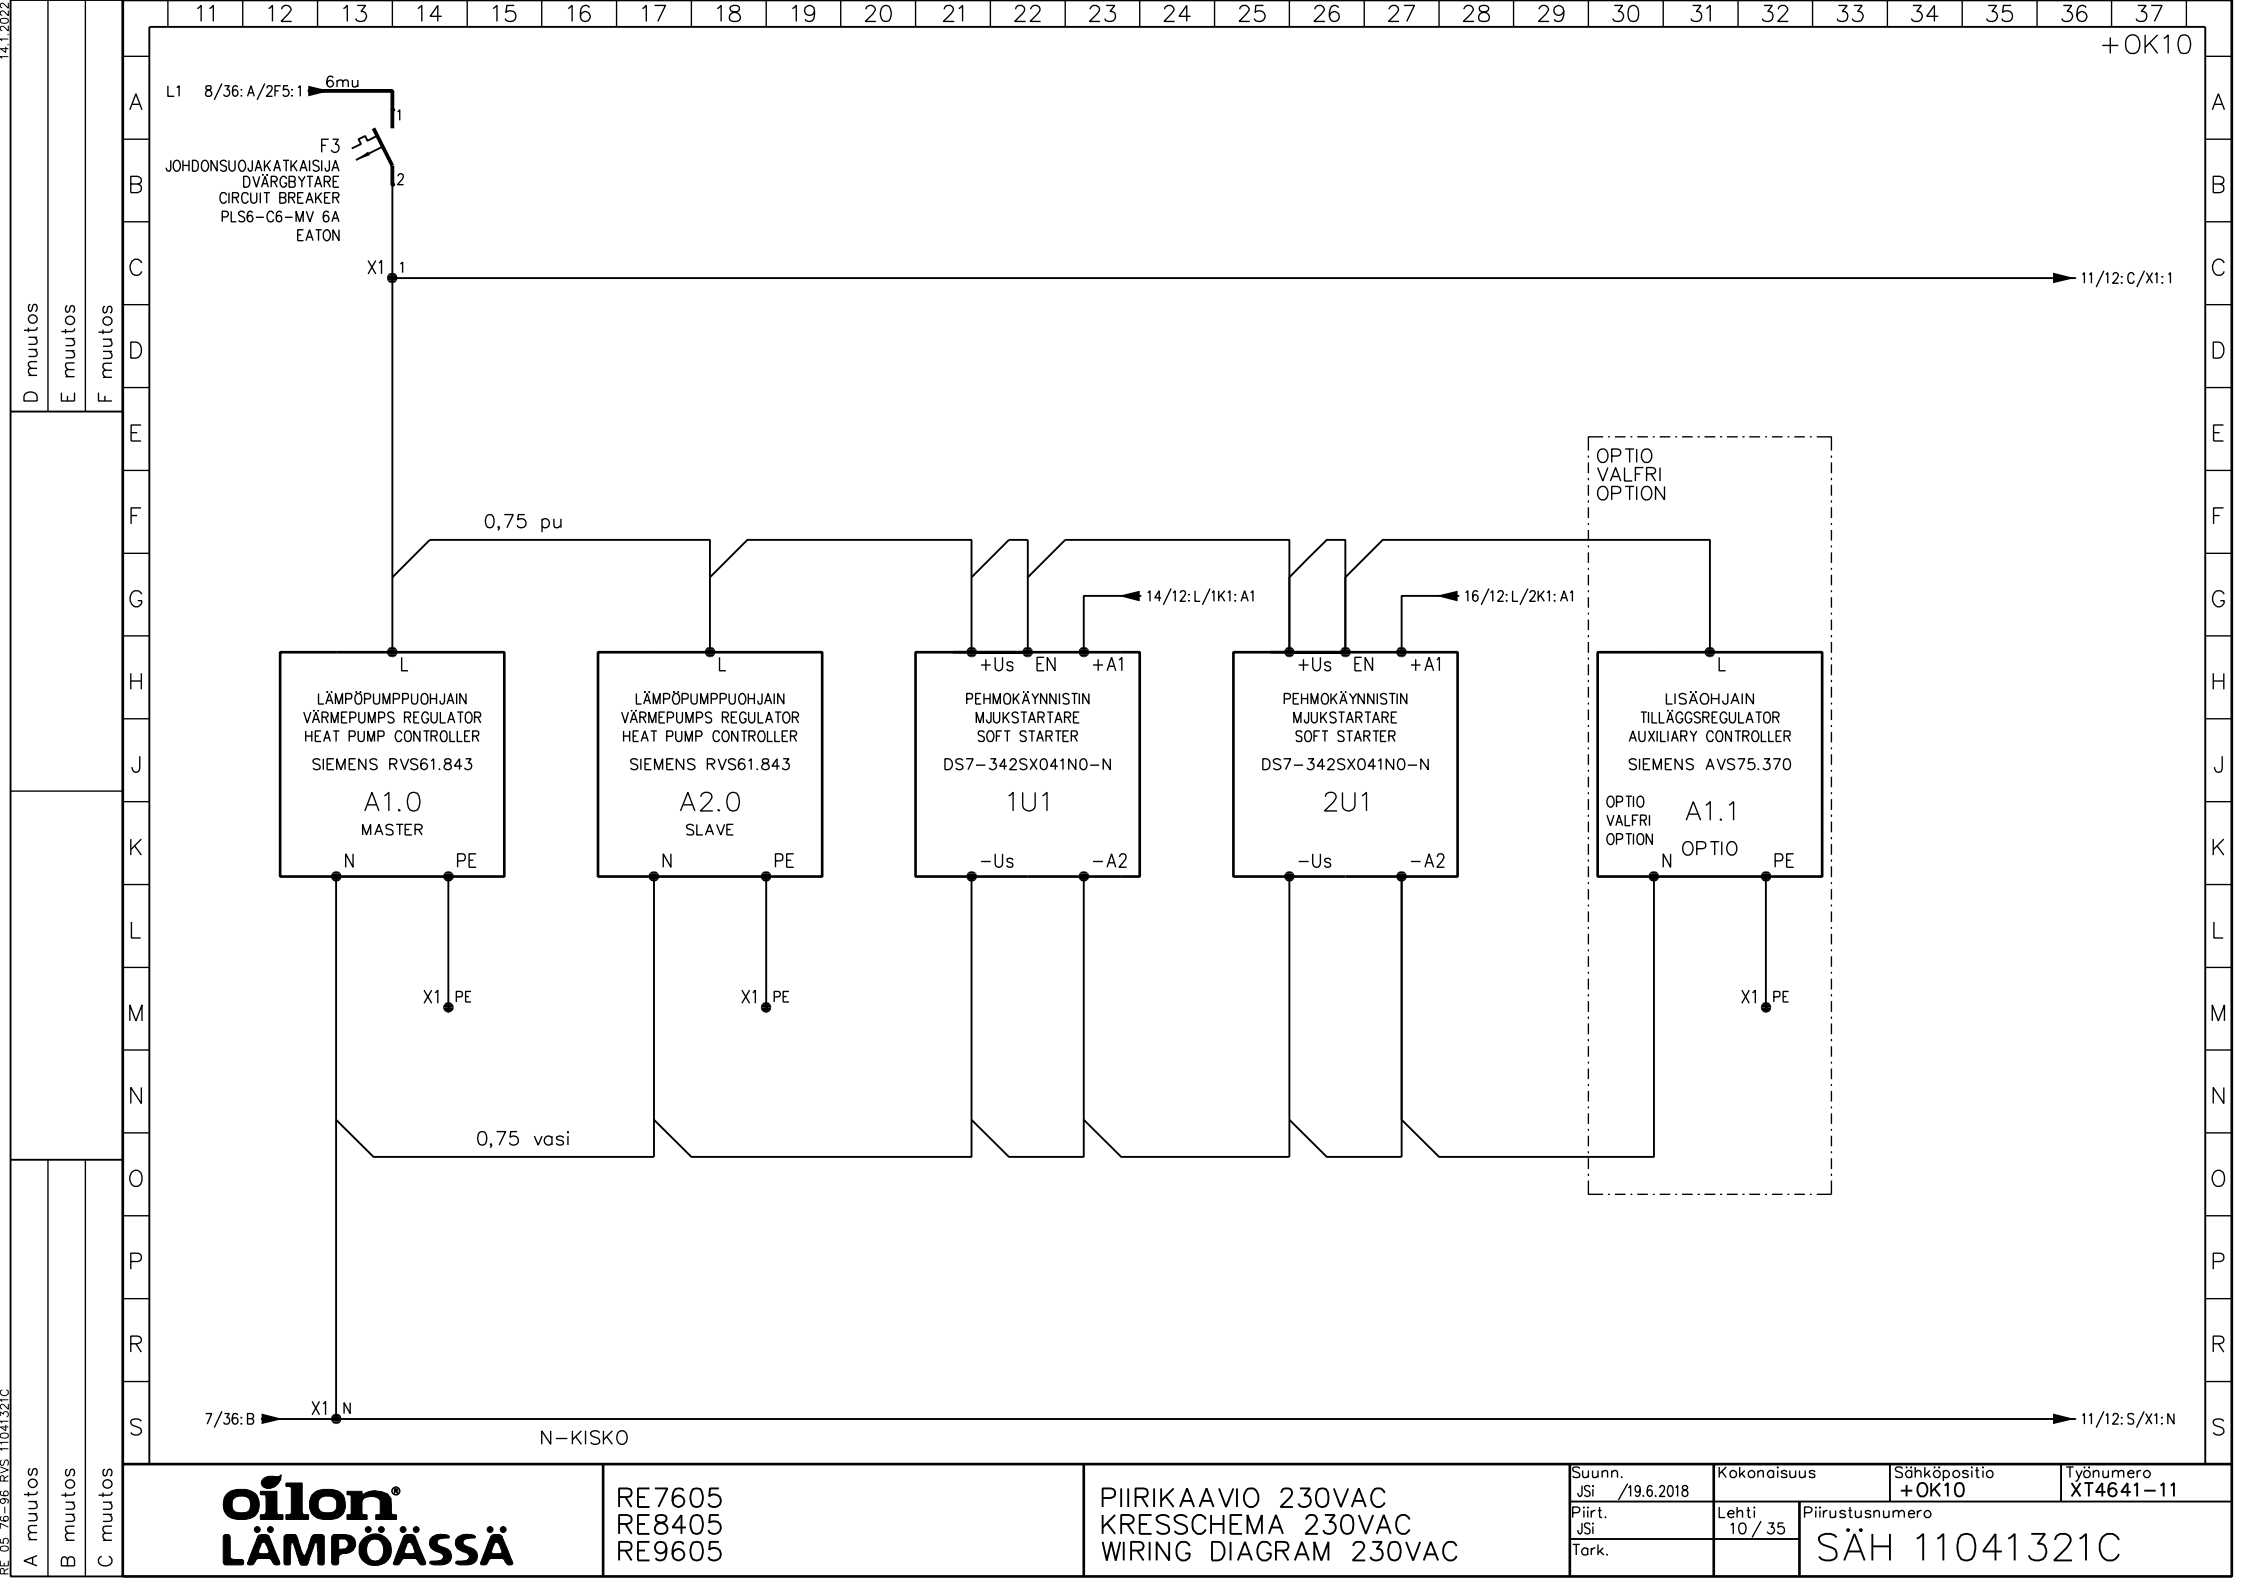 11 12 13 14 15 16 17 18 19 20 21 22 23 24 25 26 27 28 29 30 31 32 33 34 35 36 37
+OK10
14.1.2022
A
A
L1 8/36:A/2F5:1
6mu
1
F3
JOHDONSUOJAKATKAISIJA
DVÄRGBYTARE
CIRCUIT BREAKER
PLS6-C6-MV 6A
EATON
2
B
B
X1
1
11/12:C/X1:1
C
C
D muutos
E muutos
F muutos
D
D
E
E
OPTIO
VALFRI
OPTION
F
F
0,75 pu
G
G
14/12:L/1K1:A1
16/12:L/2K1:A1
H
H
L
LÄMPÖPUMPPUOHJAIN
VÄRMEPUMPS REGULATOR
HEAT PUMP CONTROLLER
SIEMENS RVS61.843
A1.0
MASTER
N PE
L
LÄMPÖPUMPPUOHJAIN
VÄRMEPUMPS REGULATOR
HEAT PUMP CONTROLLER
SIEMENS RVS61.843
A2.0
SLAVE
N PE
+Us EN +A1
PEHMOKÄYNNISTIN
MJUKSTARTARE
SOFT STARTER
DS7-342SX041N0-N
1U1
-Us -A2
+Us EN +A1
PEHMOKÄYNNISTIN
MJUKSTARTARE
SOFT STARTER
DS7-342SX041N0-N
2U1
-Us -A2
L
LISÄOHJAIN
TILLÄGGSREGULATOR
AUXILIARY CONTROLLER
SIEMENS AVS75.370
OPTIO
VALFRI
OPTION
A1.1
OPTIO
N PE
J
J
K
K
L
L
X1 PE
X1 PE
X1 PE
M
M
N
N
0,75 vasi
O
O
P
P
R
R
S
S
7/36:B
X1 N
11/12:S/X1:N
N-KISKO
RE 05 76-96 RVS 11041321C
A muutos
B muutos
C muutos
oilon®
LÄMPÖÄSSÄ
RE7605
RE8405
RE9605
PIIRIKAAVIO 230VAC
KRESSCHEMA 230VAC
WIRING DIAGRAM 230VAC
Suunn.
JSi /19.6.2018
Piirt.
JSi
Tark.
Kokonaisuus
Lehti
10 / 35
Sähköpositio
+OK10
Työnumero
XT4641-11
Piirustusnumero
SÄH 11041321C